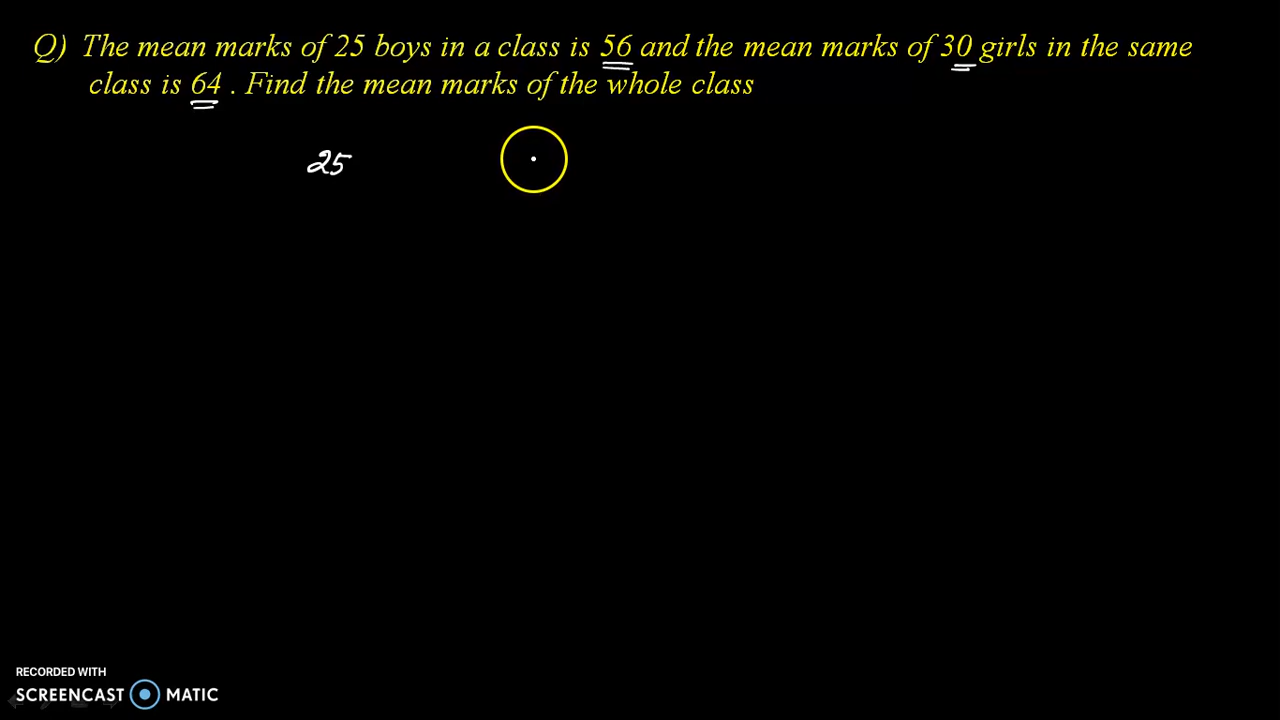 Q) The mean marks of 25 boys in a class is 56 and the mean marks of 30 girls in the same
class is 64 . Find the mean marks of the whole class
25
RECORDED WITH
SCREENCAST MATIC